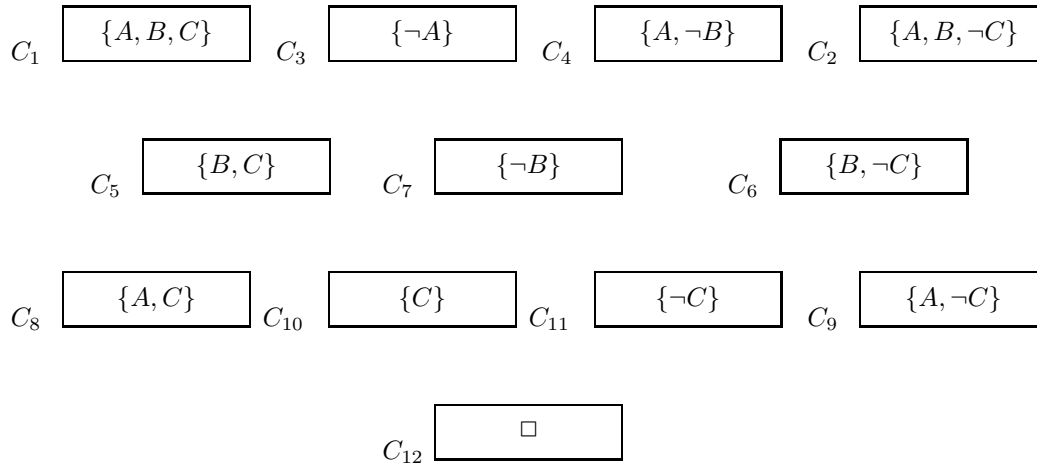 C₁ {A, B, C} C₃ {¬A} C₄ {A, ¬B} C₂ {A, B, ¬C}
C₅ {B, C} C₇ {¬B} C₆ {B, ¬C}
C₈ {A, C} C₁₀ {C} C₁₁ {¬C} C₉ {A, ¬C}
C₁₂ □